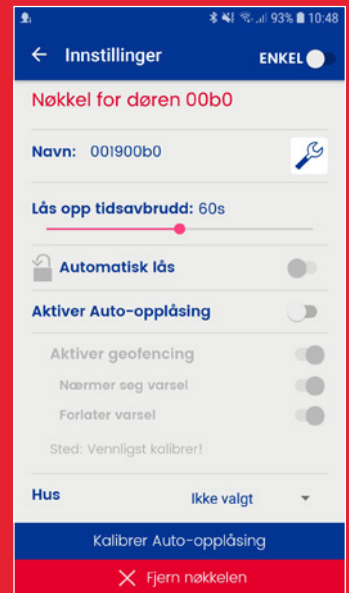 93% 10:48
Innstillinger ENKEL
Nøkkel for døren 00b0
Navn: 001900b0
Lås opp tidsavbrudd: 60s
Automatisk lås
Aktiver Auto-opplåsing
Aktiver geofencing
Nærmer seg varsel
Forlater varsel
Sted: Vennligst kalibrer!
Hus Ikke valgt
Kalibrer Auto-opplåsing
Fjern nøkkelen